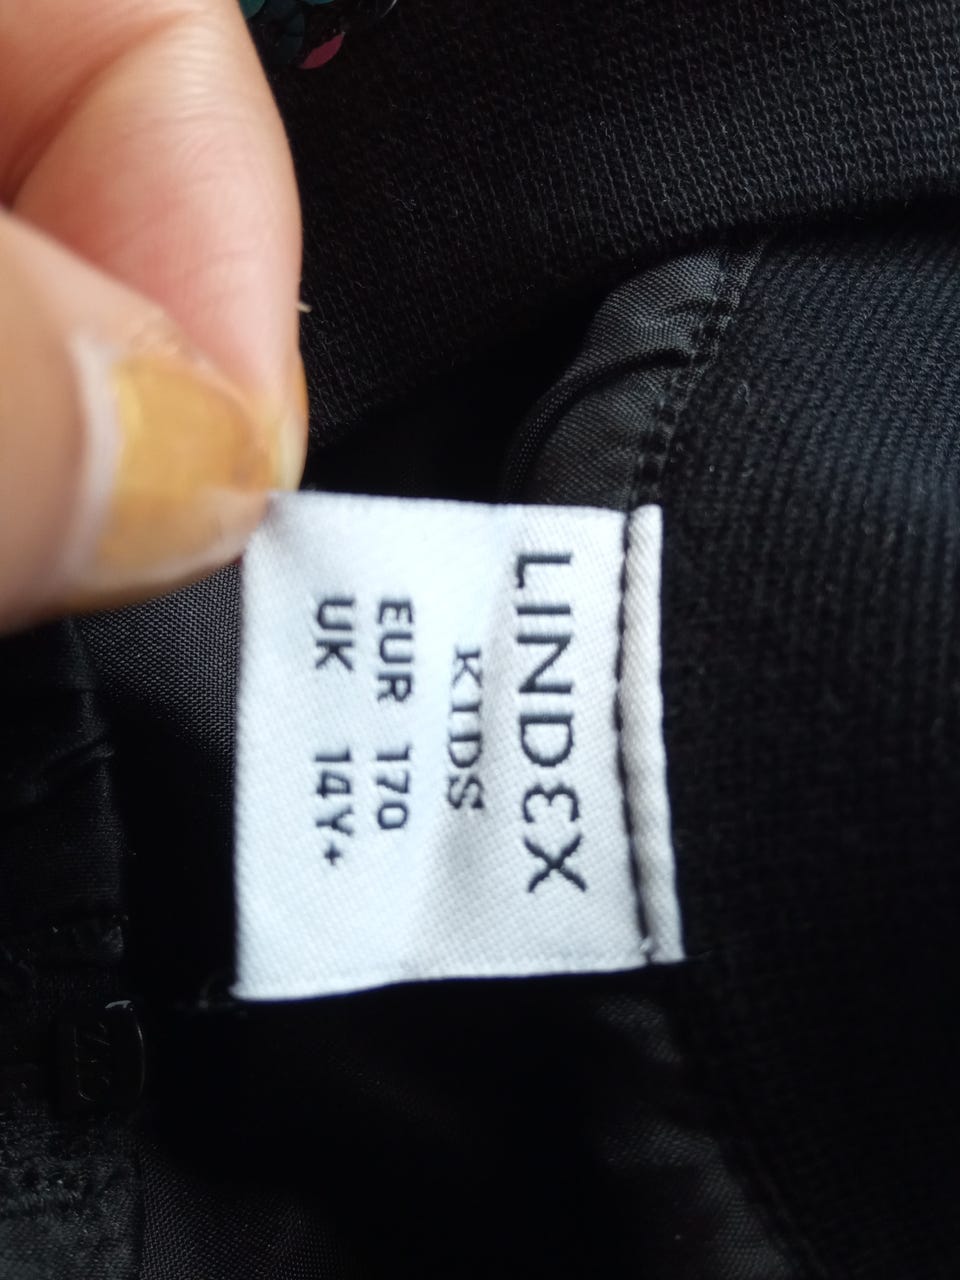 LINDEX
KIDS
EUR 170
UK 14Y+